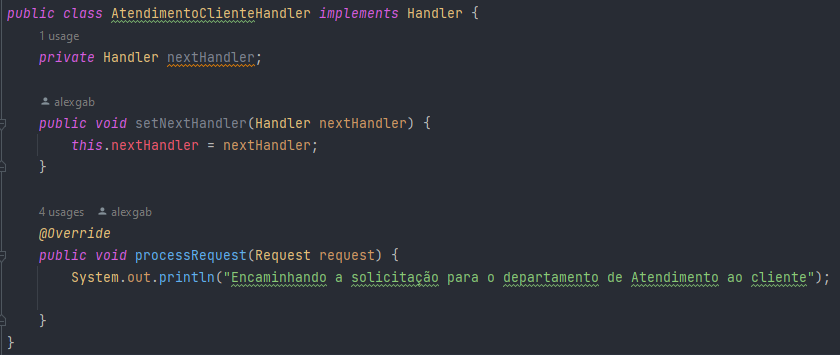 public class AtendimentoClienteHandler implements Handler {
1 usage
private Handler nextHandler;
alexgab
public void setNextHandler(Handler nextHandler) {
this.nextHandler = nextHandler;
}
4 usages alexgab
@Override
public void processRequest(Request request) {
System.out.println("Encaminhando a solicitação para o departamento de Atendimento ao cliente");
}
}